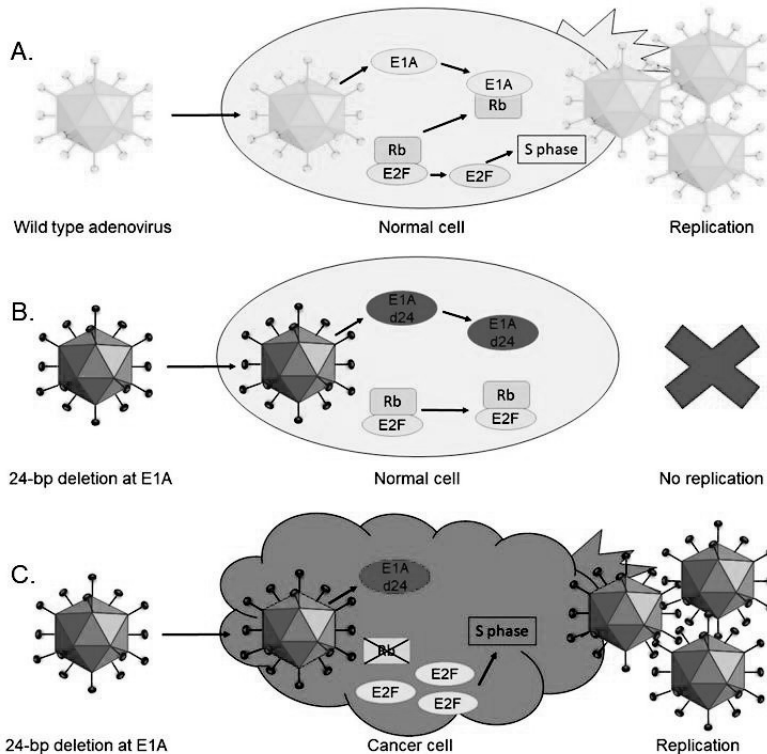 A.
E1A
E1A
Rb
Rb
E2F
E2F
S phase
Wild type adenovirus
Normal cell
Replication
B.
E1A
d24
E1A
d24
Rb
E2F
Rb
E2F
24-bp deletion at E1A
Normal cell
No replication
C.
E1A
d24
Rb
S phase
E2F
E2F
E2F
24-bp deletion at E1A
Cancer cell
Replication